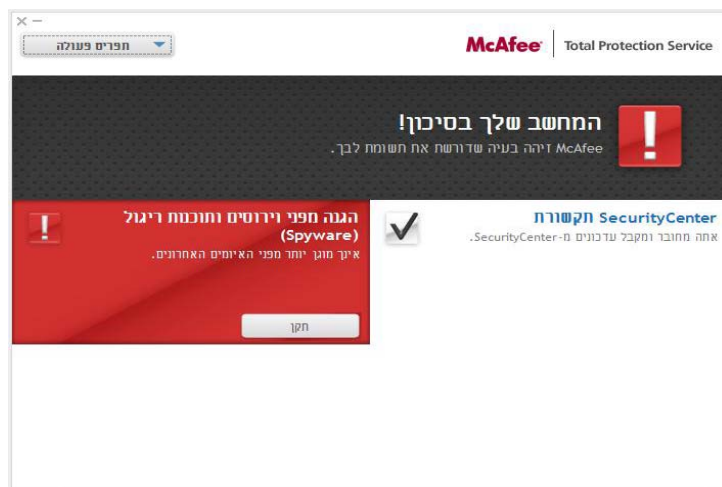 תפריט פעולה
McAfee® | Total Protection Service
המחשב שלך בסיכון!
McAfee זיהה בעיה שדורשת את תשומת לבך.
SecurityCenter תקשורת
אתה מחובר ומקבל עדכונים מ-SecurityCenter.
הגנה מפני וירוסים ותוכנות ריגול
(Spyware)
אינך מוגן יותר מפני האיומים האחרונים.
תקן